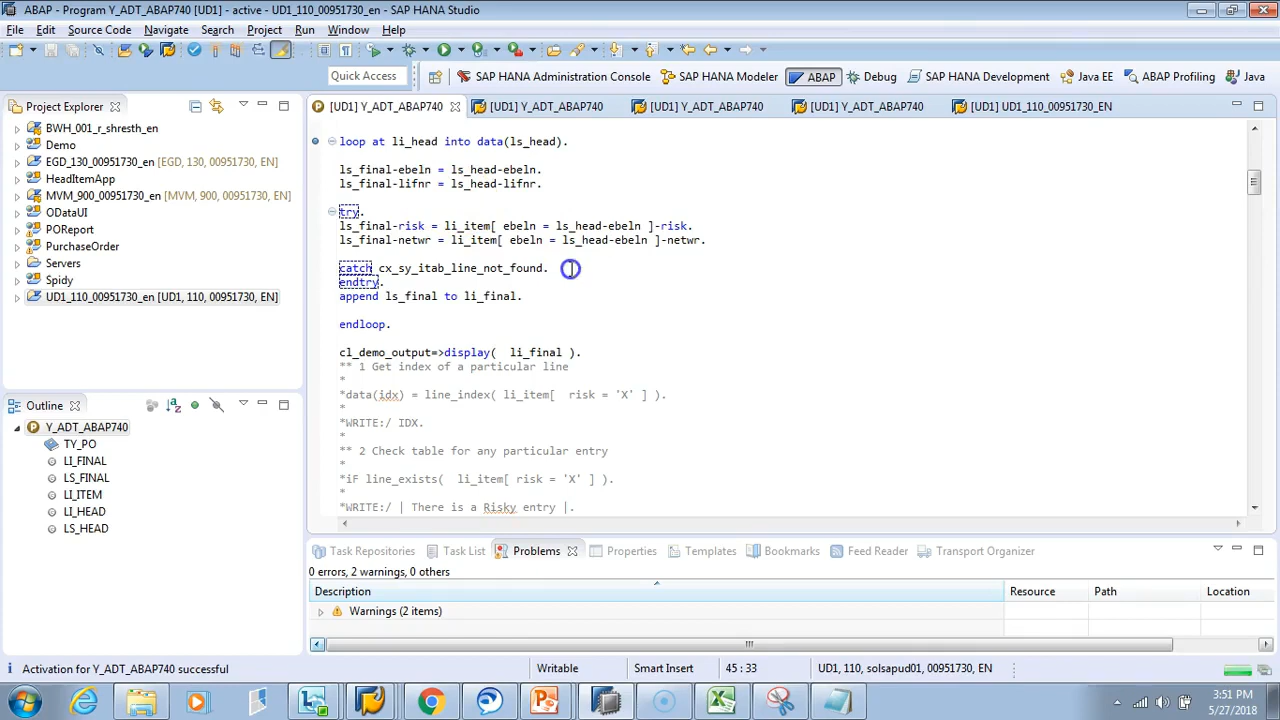 ABAP - Program Y_ADT_ABAP740 [UD1] - active - UD1_110_00951730_en - SAP HANA Studio
File Edit Source Code Navigate Search Project Run Window Help
Quick Access
SAP HANA Administration Console
SAP HANA Modeler
ABAP
Debug
SAP HANA Development
Java EE
ABAP Profiling
Java
Project Explorer
BWH_001_r_shresth_en
Demo
EGD_130_00951730_en [EGD, 130, 00951730, EN]
HeadItemApp
MVM_900_00951730_en [MVM, 900, 00951730, EN]
ODataUI
POReport
PurchaseOrder
Servers
Spidy
UD1_110_00951730_en [UD1, 110, 00951730, EN]
Outline
Y_ADT_ABAP740
TY_PO
LI_FINAL
LS_FINAL
LI_ITEM
LI_HEAD
LS_HEAD
[UD1] Y_ADT_ABAP740
[UD1] Y_ADT_ABAP740
[UD1] Y_ADT_ABAP740
[UD1] Y_ADT_ABAP740
[UD1] UD1_110_00951730_EN
loop at li_head into data(ls_head).
ls_final-ebeln = ls_head-ebeln.
ls_final-lifnr = ls_head-lifnr.
try.
ls_final-risk = li_item[ ebeln = ls_head-ebeln ]-risk.
ls_final-netwr = li_item[ ebeln = ls_head-ebeln ]-netwr.
catch cx_sy_itab_line_not_found.
endtry.
append ls_final to li_final.
endloop.
cl_demo_output=>display( li_final ).
** 1 Get index of a particular line
*
*data(idx) = line_index( li_item[ risk = 'X' ] ).
*
*WRITE:/ IDX.
*
** 2 Check table for any particular entry
*
*iF line_exists( li_item[ risk = 'X' ] ).
*
*WRITE:/ | There is a Risky entry |.
Task Repositories
Task List
Problems
Properties
Templates
Bookmarks
Feed Reader
Transport Organizer
0 errors, 2 warnings, 0 others
Description Resource Path Location
Warnings (2 items)
Activation for Y_ADT_ABAP740 successful
Writable
Smart Insert
45 : 33
UD1, 110, solsapud01, 00951730, EN
3:51 PM
5/27/2018